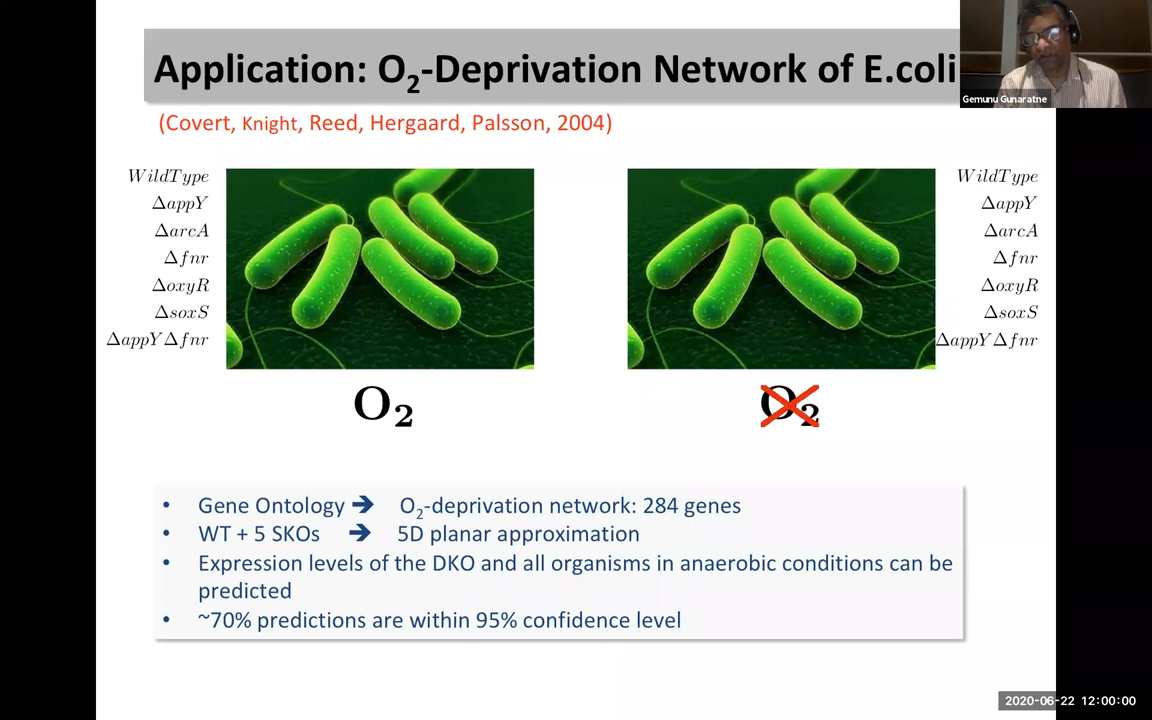 Application: O2-Deprivation Network of E.coli
Gemunu Gunaratne
(Covert, Knight, Reed, Hergaard, Palsson, 2004)
WildType
ΔappY
ΔarcA
Δfnr
ΔoxyR
ΔsoxS
ΔappYΔfnr
O2
WildType
ΔappY
ΔarcA
Δfnr
ΔoxyR
ΔsoxS
ΔappYΔfnr
O2
• Gene Ontology ➔ O2-deprivation network: 284 genes
• WT + 5 SKOs ➔ 5D planar approximation
• Expression levels of the DKO and all organisms in anaerobic conditions can be
predicted
• ~70% predictions are within 95% confidence level
2020-06-22 12:00:00